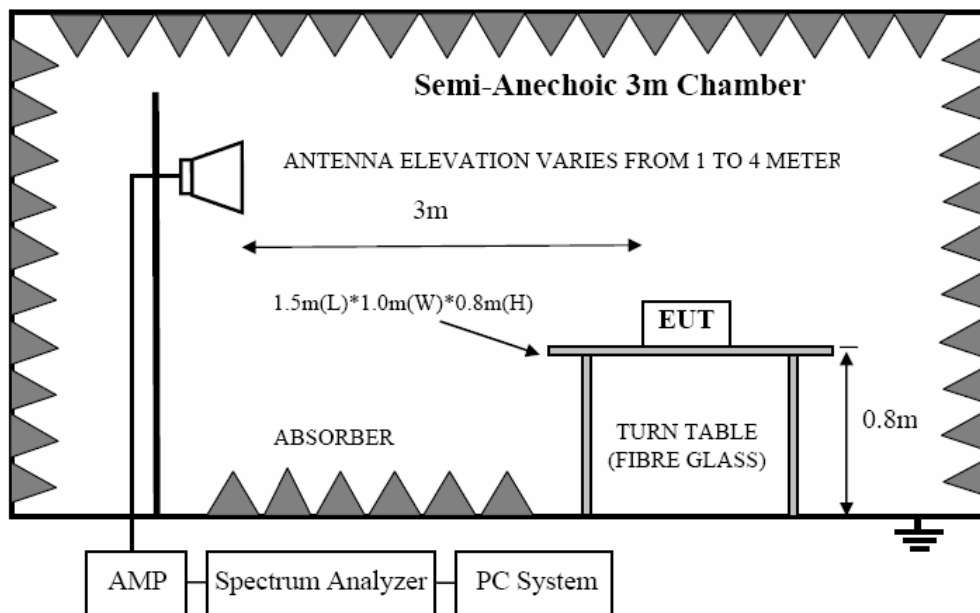 Semi-Anechoic 3m Chamber
ANTENNA ELEVATION VARIES FROM 1 TO 4 METER
3m
1.5m(L)*1.0m(W)*0.8m(H)
EUT
0.8m
ABSORBER
TURN TABLE
(FIBRE GLASS)
AMP
Spectrum Analyzer
PC System